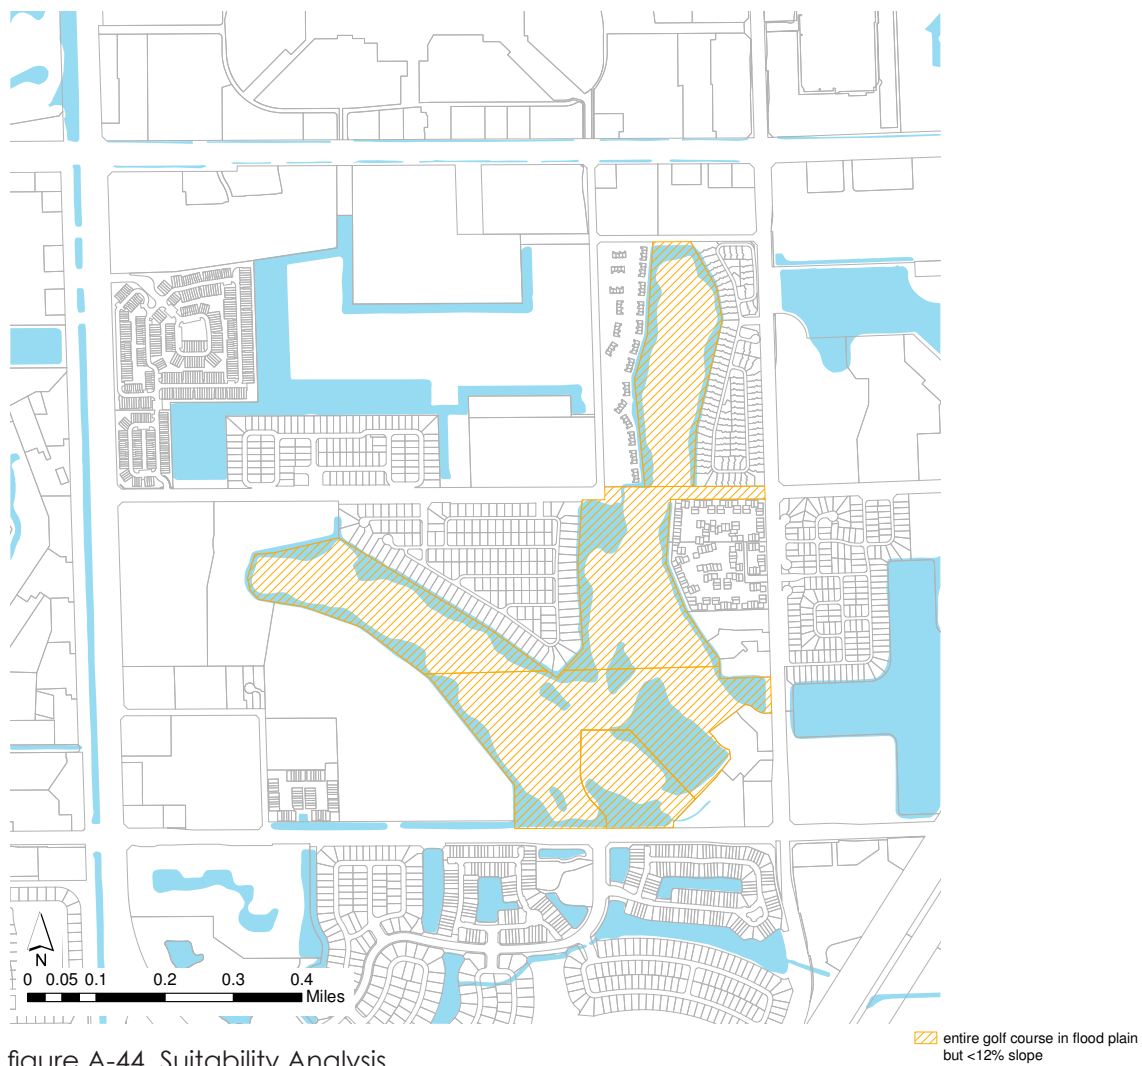 N
0 0.05 0.1 0.2 0.3 0.4
Miles
entire golf course in flood plain
but <12% slope
figure A-44 Suitability Analysis